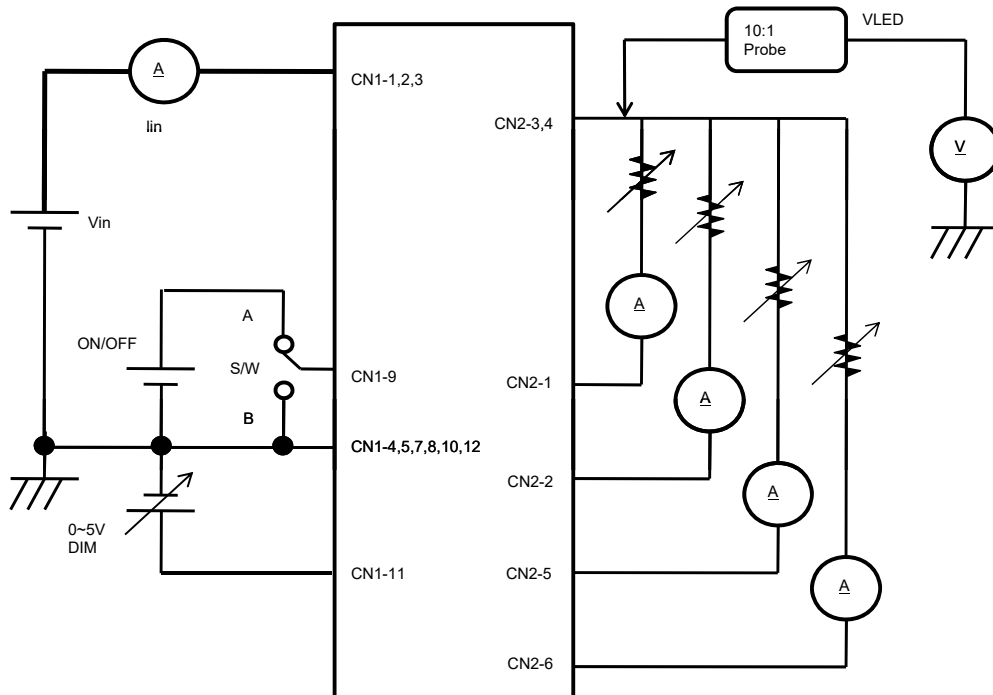 10:1
Probe
VLED
A
CN1-1,2,3
Iin
CN2-3,4
V
Vin
A
A
ON/OFF
S/W
CN1-9
CN2-1
A
B
CN1-4,5,7,8,10,12
CN2-2
A
0~5V
DIM
CN1-11
CN2-5
A
CN2-6